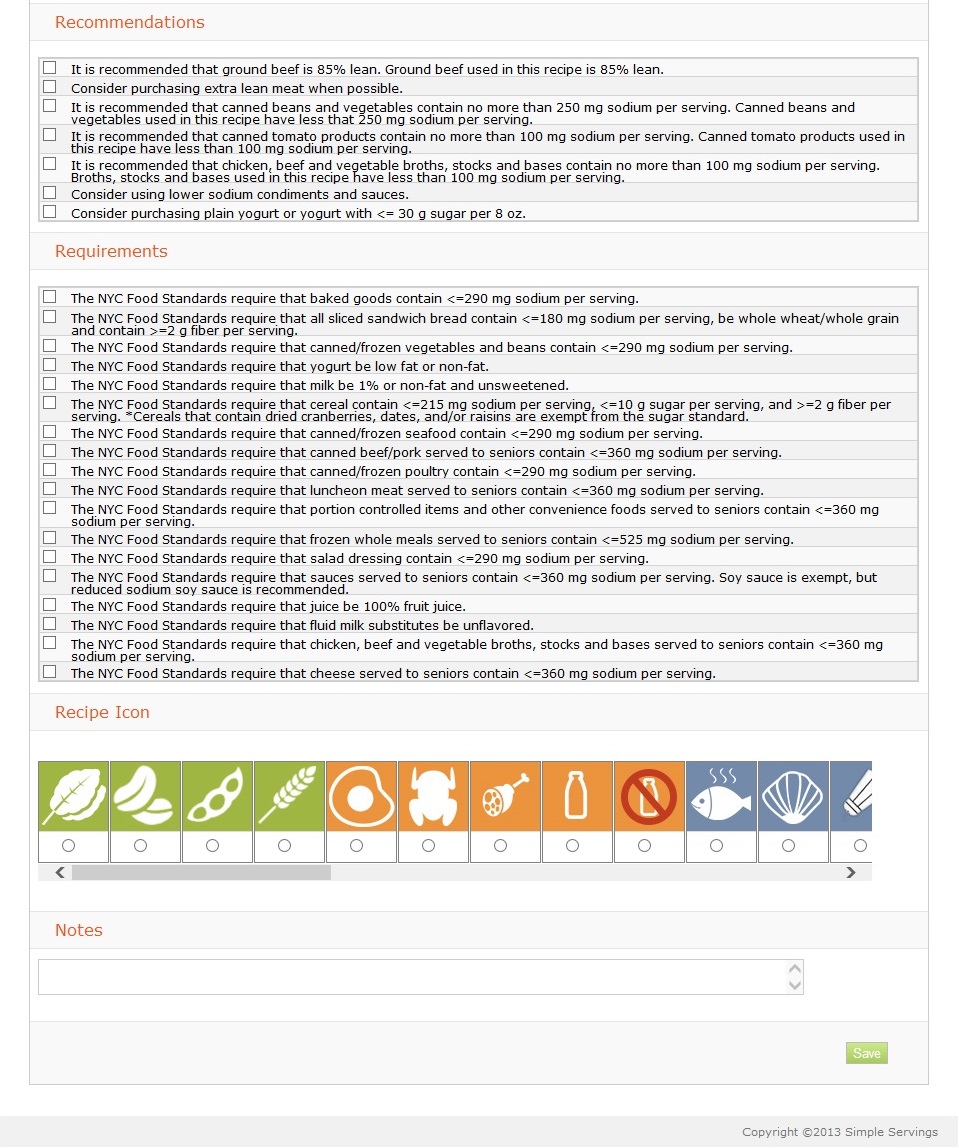 Recommendations
It is recommended that ground beef is 85% lean. Ground beef used in this recipe is 85% lean.
Consider purchasing extra lean meat when possible.
It is recommended that canned beans and vegetables contain no more than 250 mg sodium per serving. Canned beans and
vegetables used in this recipe have less that 250 mg sodium per serving.
It is recommended that canned tomato products contain no more than 100 mg sodium per serving. Canned tomato products used in
this recipe have less than 100 mg sodium per serving.
It is recommended that chicken, beef and vegetable broths, stocks and bases contain no more than 100 mg sodium per serving.
Broths, stocks and bases used in this recipe have less than 100 mg sodium per serving.
Consider using lower sodium condiments and sauces.
Consider purchasing plain yogurt or yogurt with <= 30 g sugar per 8 oz.
Requirements
The NYC Food Standards require that baked goods contain <=290 mg sodium per serving.
The NYC Food Standards require that all sliced sandwich bread contain <=180 mg sodium per serving, be whole wheat/whole grain
and contain >=2 g fiber per serving.
The NYC Food Standards require that canned/frozen vegetables and beans contain <=290 mg sodium per serving.
The NYC Food Standards require that yogurt be low fat or non-fat.
The NYC Food Standards require that milk be 1% or non-fat and unsweetened.
The NYC Food Standards require that cereal contain <=215 mg sodium per serving, <=10 g sugar per serving, and >=2 g fiber per
serving. *Cereals that contain dried cranberries, dates, and/or raisins are exempt from the sugar standard.
The NYC Food Standards require that canned/frozen seafood contain <=290 mg sodium per serving.
The NYC Food Standards require that canned beef/pork served to seniors contain <=360 mg sodium per serving.
The NYC Food Standards require that canned/frozen poultry contain <=290 mg sodium per serving.
The NYC Food Standards require that luncheon meat served to seniors contain <=360 mg sodium per serving.
The NYC Food Standards require that portion controlled items and other convenience foods served to seniors contain <=360 mg
sodium per serving.
The NYC Food Standards require that frozen whole meals served to seniors contain <=525 mg sodium per serving.
The NYC Food Standards require that salad dressing contain <=290 mg sodium per serving.
The NYC Food Standards require that sauces served to seniors contain <=360 mg sodium per serving. Soy sauce is exempt, but
reduced sodium soy sauce is recommended.
The NYC Food Standards require that juice be 100% fruit juice.
The NYC Food Standards require that fluid milk substitutes be unflavored.
The NYC Food Standards require that chicken, beef and vegetable broths, stocks and bases served to seniors contain <=360 mg
sodium per serving.
The NYC Food Standards require that cheese served to seniors contain <=360 mg sodium per serving.
Recipe Icon
Notes
Save
Copyright ©2013 Simple Servings